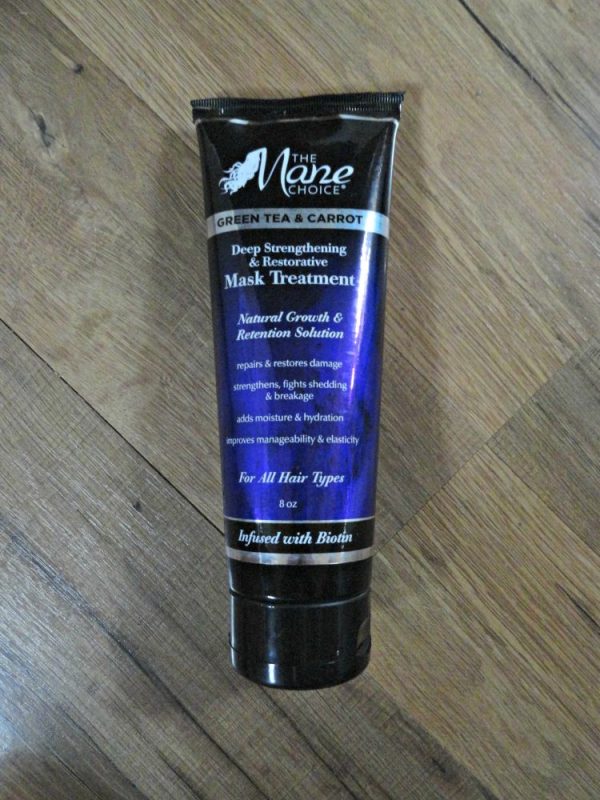 THE
Mane
CHOICE®
GREEN TEA & CARROT
Deep Strengthening
& Restorative
Mask Treatment
Natural Growth &
Retention Solution
repairs & restores damage
strengthens, fights shedding
& breakage
adds moisture & hydration
improves manageability & elasticity
For All Hair Types
8 oz
Infused with Biotin